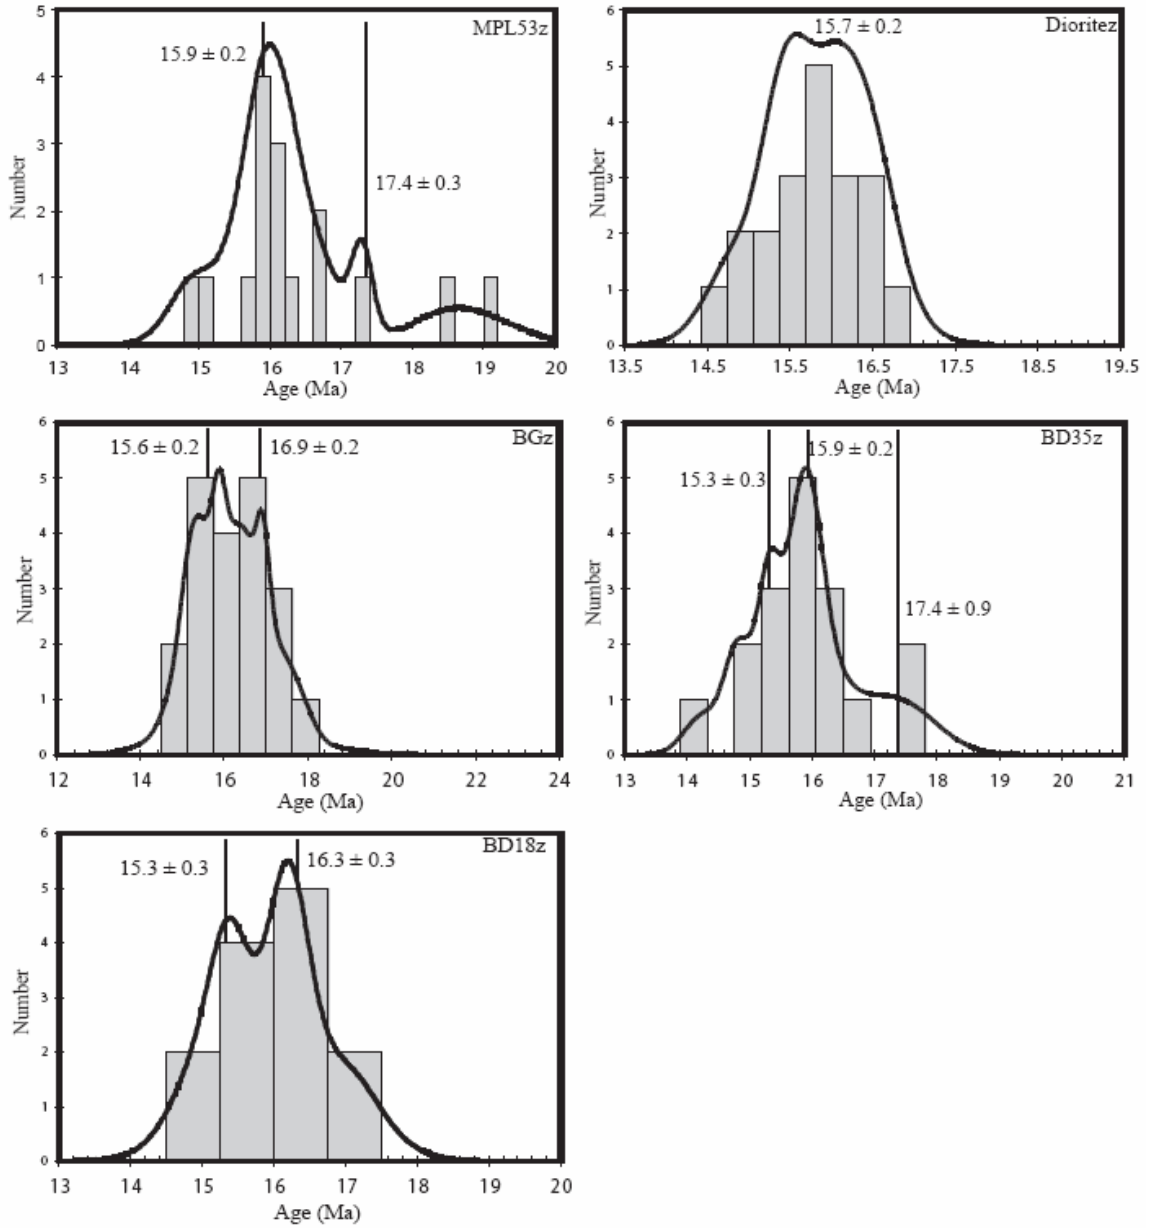 MPL53z
15.9 ± 0.2
17.4 ± 0.3
Number
5
4
3
2
1
0
13 14 15 16 17 18 19 20
Age (Ma)
Dioritez
15.7 ± 0.2
Number
6
5
4
3
2
1
0
13.5 14.5 15.5 16.5 17.5 18.5 19.5
Age (Ma)
BGz
15.6 ± 0.2
16.9 ± 0.2
Number
6
5
4
3
2
1
0
12 14 16 18 20 22 24
Age (Ma)
BD35z
15.9 ± 0.2
15.3 ± 0.3
17.4 ± 0.9
Number
6
5
4
3
2
1
0
13 14 15 16 17 18 19 20 21
Age (Ma)
BD18z
15.3 ± 0.3
16.3 ± 0.3
Number
6
5
4
3
2
1
0
13 14 15 16 17 18 19 20
Age (Ma)